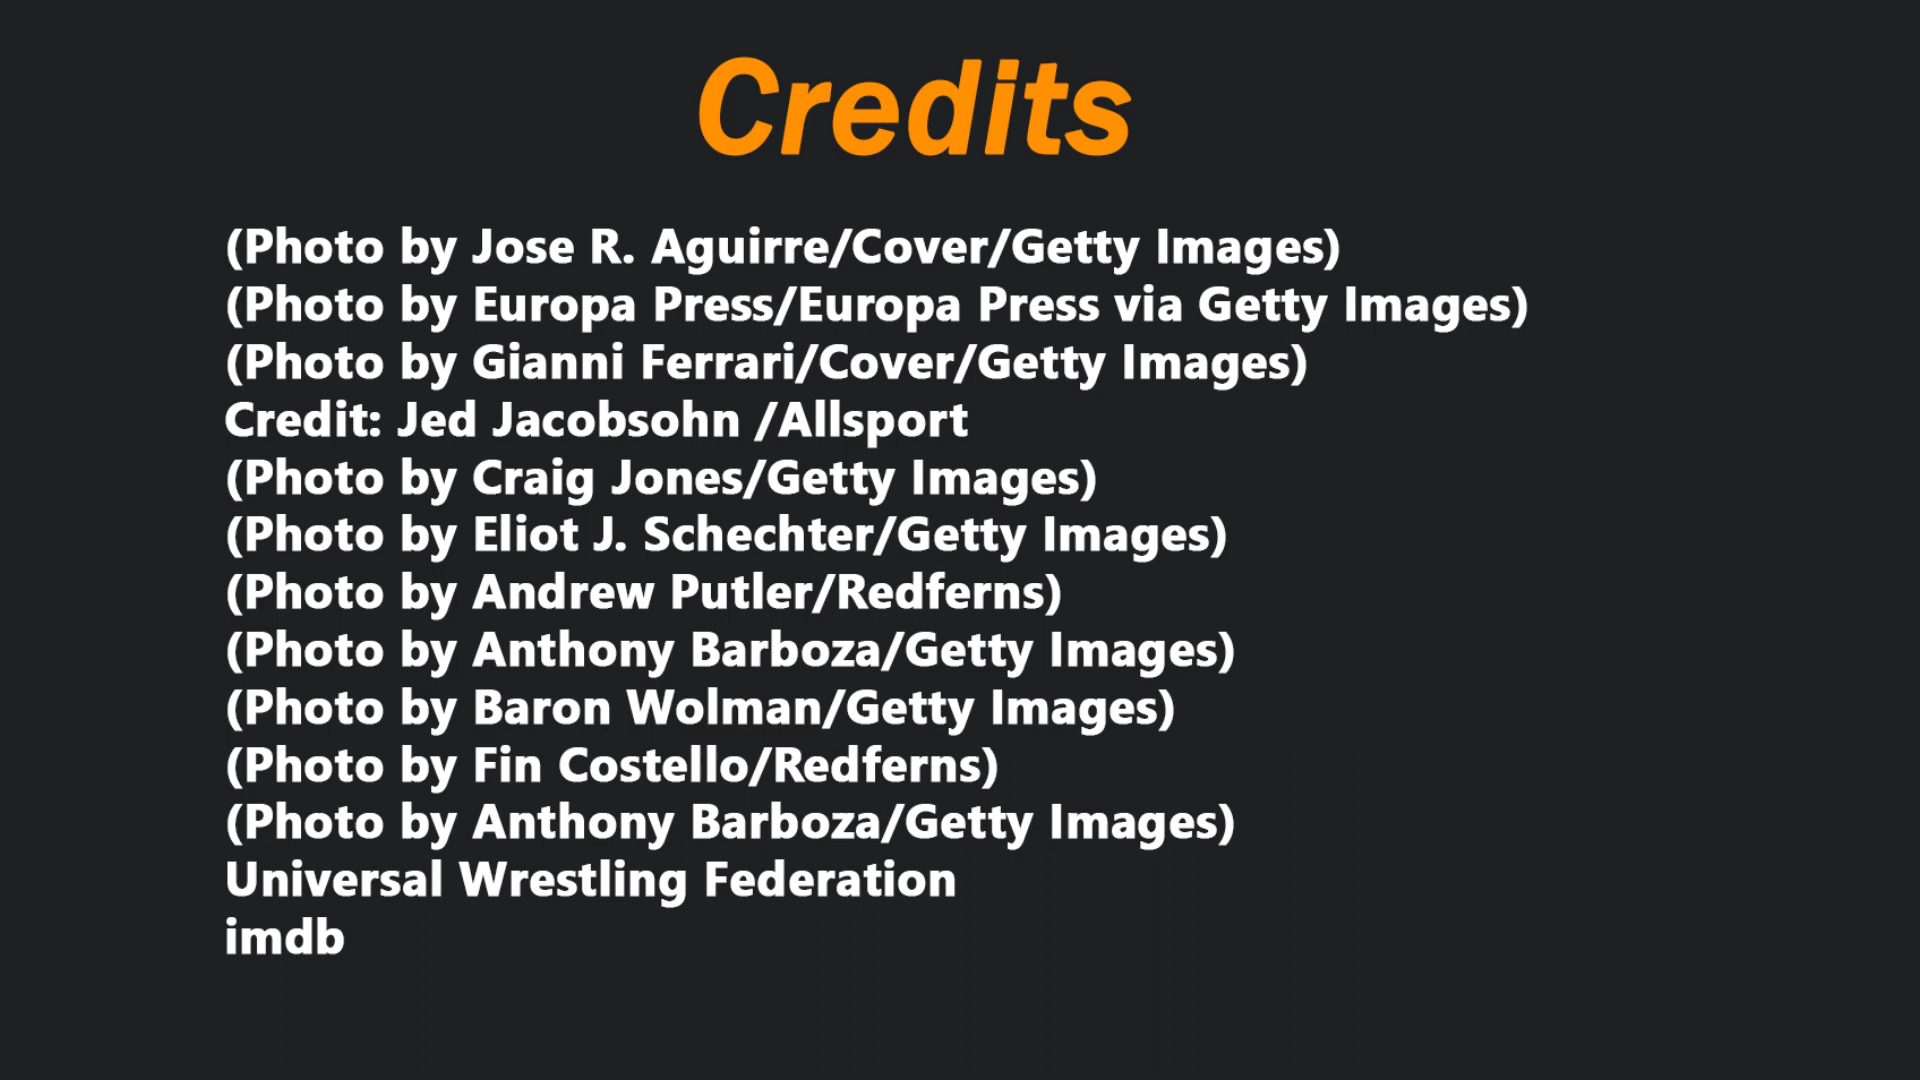 Credits
(Photo by Jose R. Aguirre/Cover/Getty Images)
(Photo by Europa Press/Europa Press via Getty Images)
(Photo by Gianni Ferrari/Cover/Getty Images)
Credit: Jed Jacobsohn /Allsport
(Photo by Craig Jones/Getty Images)
(Photo by Eliot J. Schechter/Getty Images)
(Photo by Andrew Putler/Redferns)
(Photo by Anthony Barboza/Getty Images)
(Photo by Baron Wolman/Getty Images)
(Photo by Fin Costello/Redferns)
(Photo by Anthony Barboza/Getty Images)
Universal Wrestling Federation
imdb